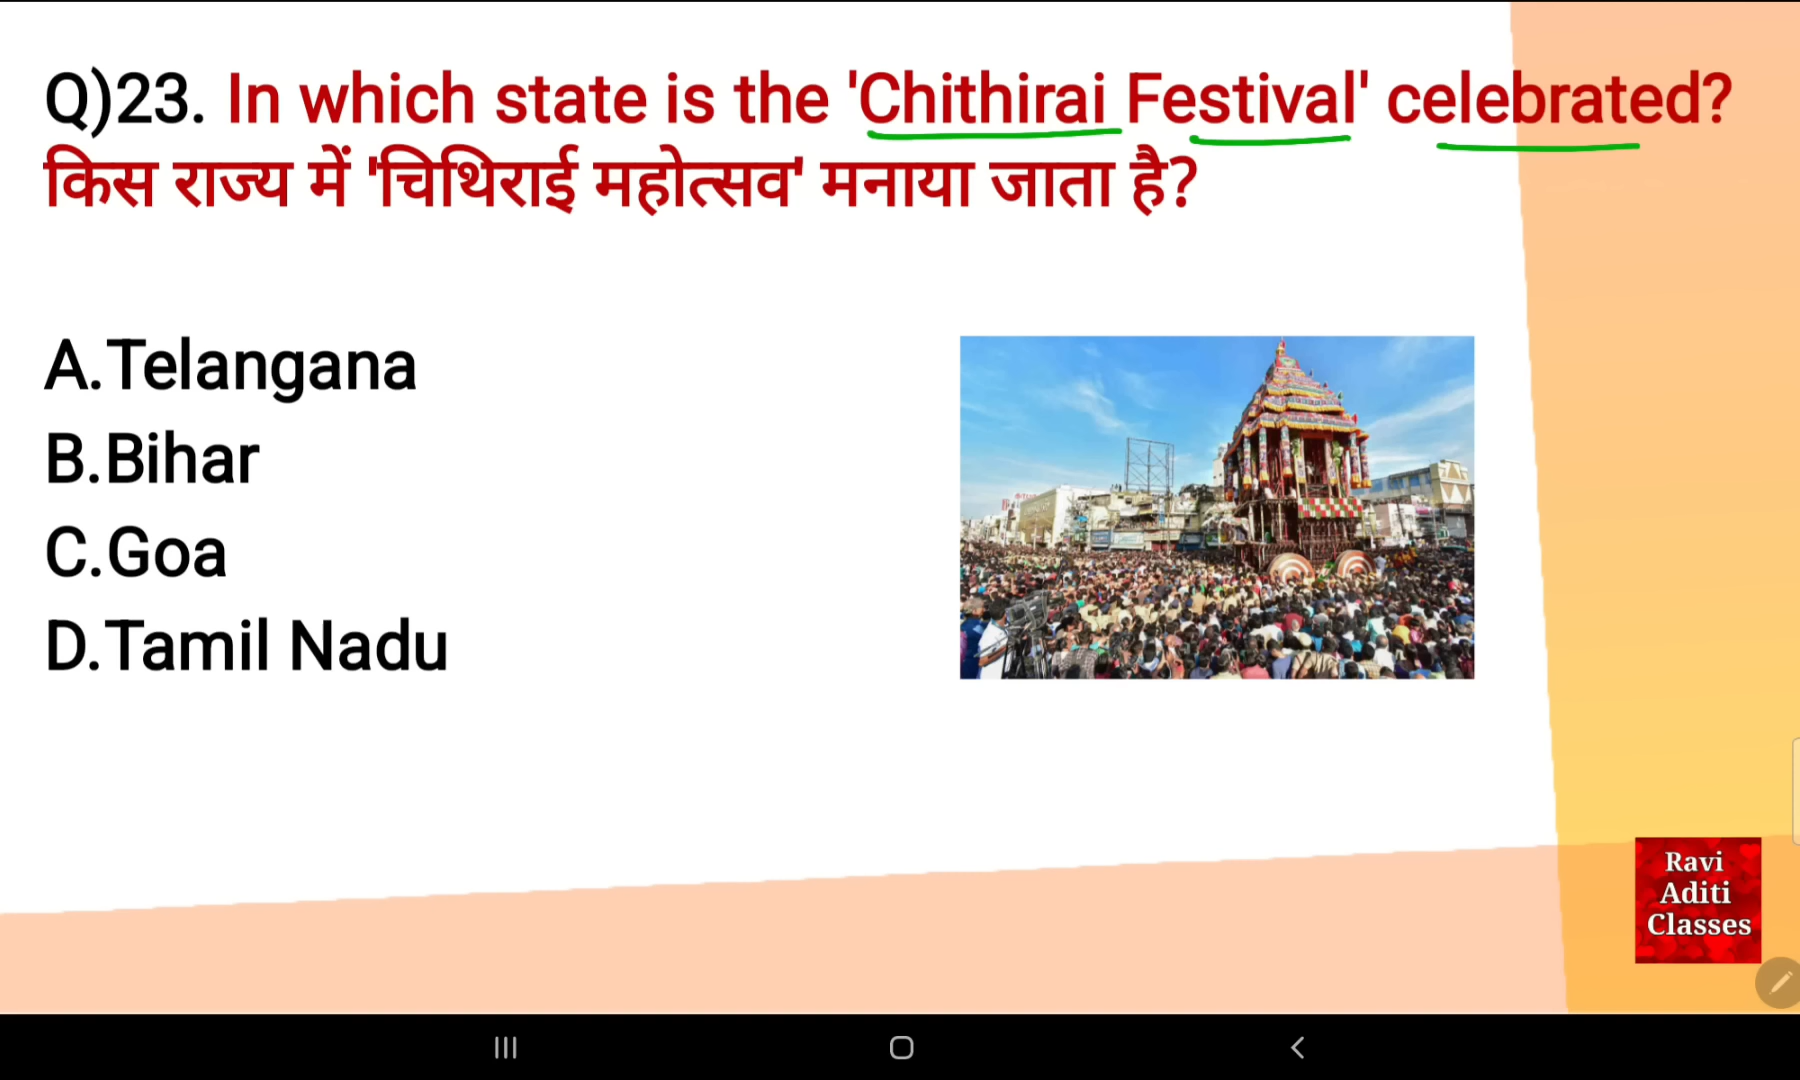 Q)23. In which state is the 'Chithirai Festival' celebrated?
किस राज्य में 'चिथिराई महोत्सव' मनाया जाता है?
A.Telangana
B.Bihar
C.Goa
D.Tamil Nadu
Ravi
Aditi
Classes